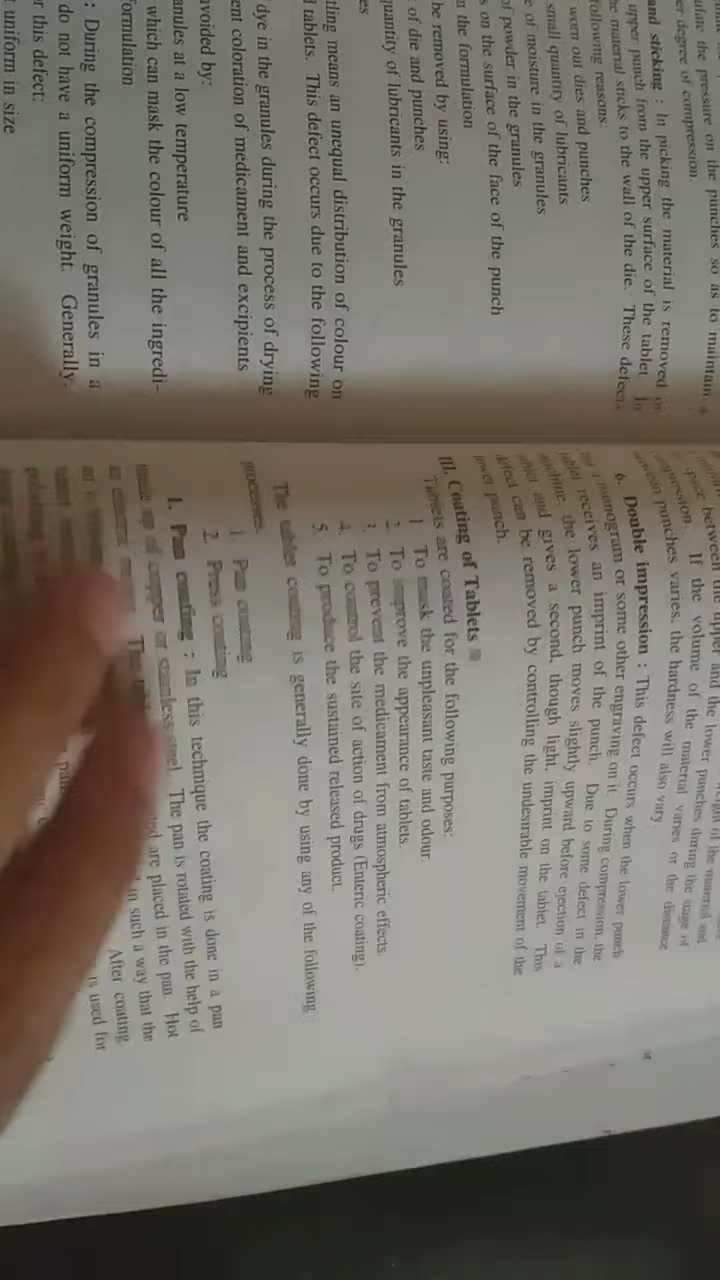 ulate the pressure on the punches so as to maintain
er degree of compression.
and sticking : In picking the material is removed
upper punch from the upper surface of the tablet.
he material sticks to the wall of the die. These defects
following reasons:
worn out dies and punches
small quantity of lubricants
e of moisture in the granules
of powder in the granules
s on the surface of the face of the punch
n the formulation
be removed by using:
of die and punches
quantity of lubricants in the granules
es
tling means an unequal distribution of colour on
d tablets. This defect occurs due to the following
dye in the granules during the process of drying
ent coloration of medicament and excipients
avoided by:
anules at a low temperature
which can mask the colour of all the ingredi-
formulation
: During the compression of granules in a
do not have a uniform weight. Generally
r this defect:
t uniform in size
of the material and
space between the upper and the lower punches during the stage of
If the volume of the material varies or the distance
between punches varies, the hardness will also vary
6. Double impression : This defect occurs when the lower punch
monogram or some other engraving on it. During compression, the
tablet receives an imprint of the punch. Due to some defect in the
machine, the lower punch moves slightly upward before ejection of a
tablet and gives a second, though light, imprint on the tablet. This
defect can be removed by controlling the undesirable movement of the
lower punch.
III. Coating of Tablets
Tablets are coated for the following purposes:
1. To mask the unpleasant taste and odour.
2. To improve the appearance of tablets.
3. To prevent the medicament from atmospheric effects.
4. To control the site of action of drugs (Enteric coating).
5. To produce the sustained released product.
The tablet coating is generally done by using any of the following
processes:
1. Pan coating
2. Press coating
1. Pan coating : In this technique the coating is done in a pan
made up of copper or stainless steel. The pan is rotated with the help of
The are placed in the pan. Hot
in such a way that the
After coating
is used for